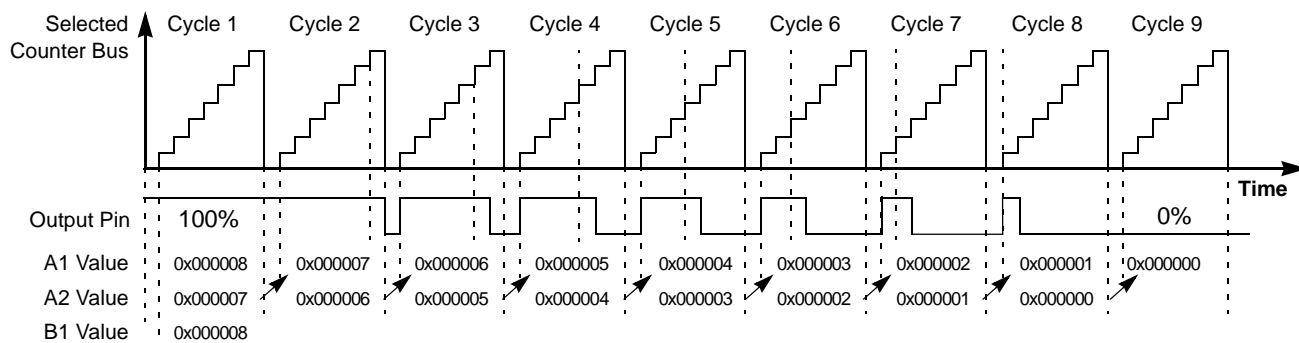 Selected Cycle 1 Cycle 2 Cycle 3 Cycle 4 Cycle 5 Cycle 6 Cycle 7 Cycle 8 Cycle 9
Counter Bus
Time
Output Pin 100% 0%
A1 Value 0x000008 0x000007 0x000006 0x000005 0x000004 0x000003 0x000002 0x000001 0x000000
A2 Value 0x000007 0x000006 0x000005 0x000004 0x000003 0x000002 0x000001 0x000000
B1 Value 0x000008